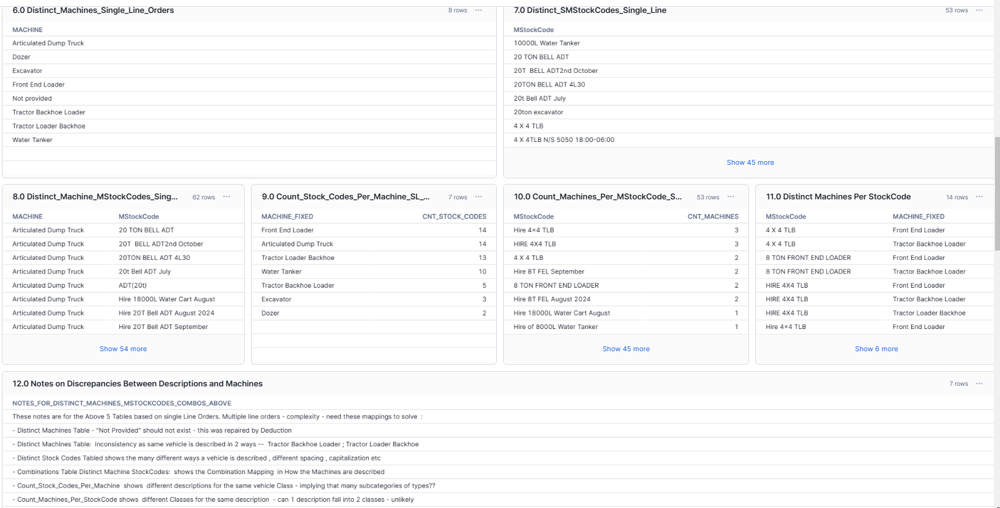 6.0 Distinct_Machines_Single_Line_Orders 8 rows ···
MACHINE
Articulated Dump Truck
Dozer
Excavator
Front End Loader
Not provided
Tractor Backhoe Loader
Tractor Loader Backhoe
Water Tanker
7.0 Distinct_SMStockCodes_Single_Line 53 rows ···
MStockCode
10000L Water Tanker
20 TON BELL ADT
20T  BELL ADT2nd October
20TON BELL ADT 4L30
20t Bell ADT July
20ton excavator
4 X 4 TLB
4 X 4TLB N/S 5050 18:00-06:00
Show 45 more
8.0 Distinct_Machine_MStockCodes_Sing... 62 rows ···
MACHINE MStockCode
Articulated Dump Truck 20 TON BELL ADT
Articulated Dump Truck 20T  BELL ADT2nd October
Articulated Dump Truck 20TON BELL ADT 4L30
Articulated Dump Truck 20t Bell ADT July
Articulated Dump Truck ADT(20t)
Articulated Dump Truck Hire 18000L Water Cart August
Articulated Dump Truck Hire 20T Bell ADT August 2024
Articulated Dump Truck Hire 20T Bell ADT September
Show 54 more
9.0 Count_Stock_Codes_Per_Machine_SL_... 7 rows ···
MACHINE_FIXED CNT_STOCK_CODES
Front End Loader 14
Articulated Dump Truck 14
Tractor Loader Backhoe 13
Water Tanker 10
Tractor Backhoe Loader 5
Excavator 3
Dozer 2
10.0 Count_Machines_Per_MStockCode_S... 53 rows ···
MStockCode CNT_MACHINES
Hire 4×4 TLB 3
HIRE 4X4 TLB 3
4 X 4 TLB 2
Hire 8T FEL September 2
8 TON FRONT END LOADER 2
Hire 8T FEL August 2024 2
Hire 18000L Water Cart August 1
Hire of 8000L Water Tanker 1
Show 45 more
11.0 Distinct Machines Per StockCode 14 rows ···
MStockCode MACHINE_FIXED
4 X 4 TLB Front End Loader
4 X 4 TLB Tractor Backhoe Loader
8 TON FRONT END LOADER Front End Loader
8 TON FRONT END LOADER Tractor Backhoe Loader
HIRE 4X4 TLB Front End Loader
HIRE 4X4 TLB Tractor Backhoe Loader
HIRE 4X4 TLB Tractor Loader Backhoe
Hire 4×4 TLB Front End Loader
Show 6 more
12.0 Notes on Discrepancies Between Descriptions and Machines 7 rows ···
NOTES_FOR_DISTINCT_MACHINES_MSTOCKCODES_COMBOS_ABOVE
These notes are for the Above 5 Tables based on single Line Orders. Multiple line orders - complexity - need these mappings to solve  :
- Distinct Machines Table - "Not Provided" should not exist - this was repaired by Deduction
- Distinct Machines Table:  inconsistency as same vehicle is described in 2 ways --  Tractor Backhoe Loader ; Tractor Loader Backhoe
- Distinct Stock Codes Tabled shows the many different ways a vehicle is described , different spacing , capitalization etc
- Combinations Table Distinct Machine StockCodes:  shows the Combination Mapping  in How the Machines are described
- Count_Stock_Codes_Per_Machine  shows  different descriptions for the same vehicle Class - implying that many subcategories of types??
- Count_Machines_Per_StockCode shows  different Classes for the same description  - can 1 description fall into 2 classes - unlikely